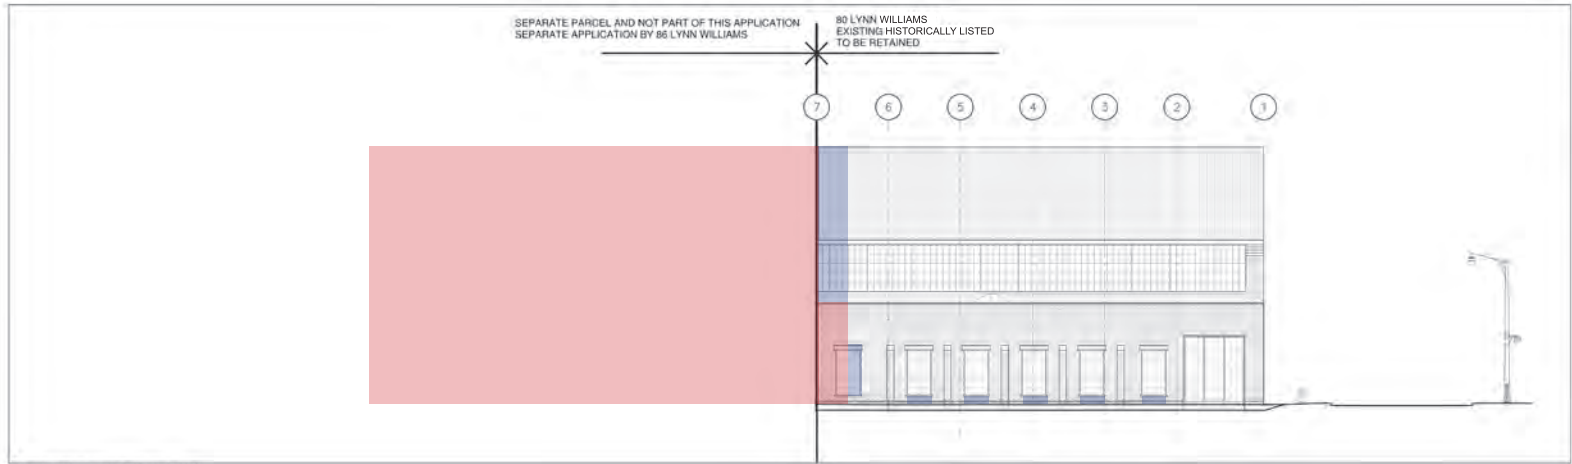 SEPARATE PARCEL AND NOT PART OF THIS APPLICATION
SEPARATE APPLICATION BY 86 LYNN WILLIAMS
80 LYNN WILLIAMS
EXISTING HISTORICALLY LISTED
TO BE RETAINED
7 6 5 4 3 2 1